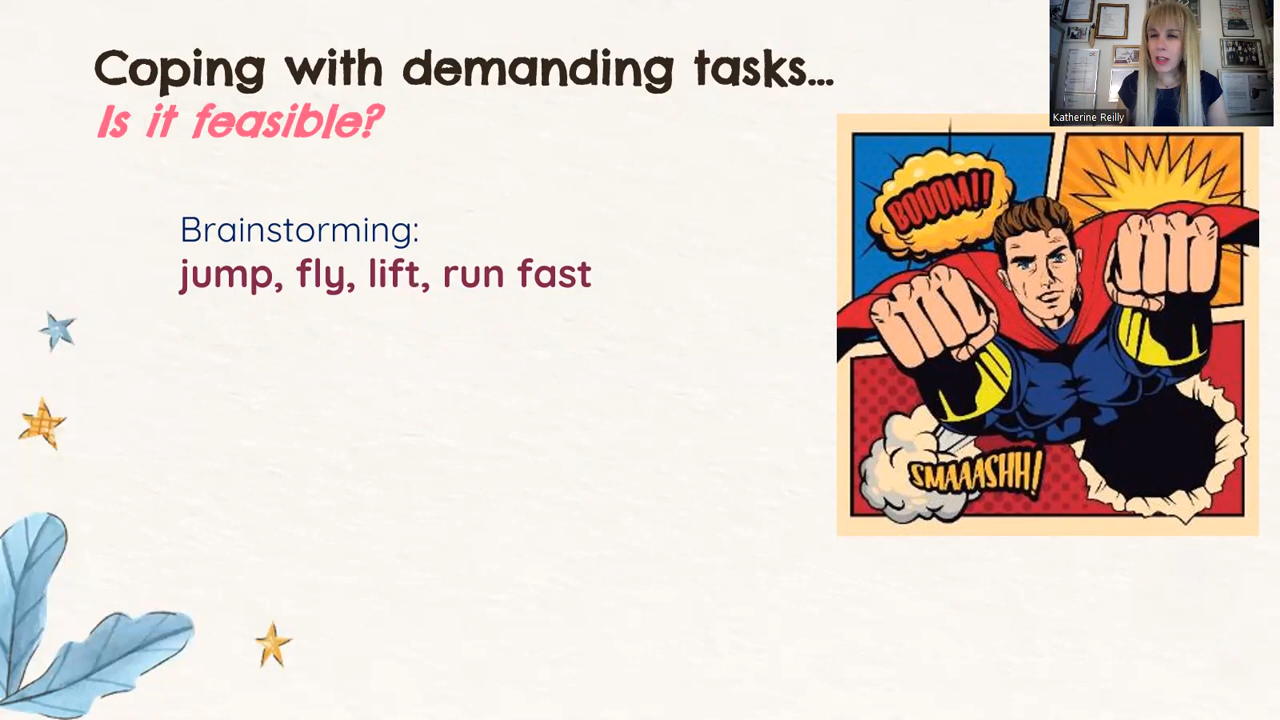 Coping with demanding tasks...
Is it feasible?
Katherine Reilly
Brainstorming:
jump, fly, lift, run fast
BOOOM!!
SMAAASHH!